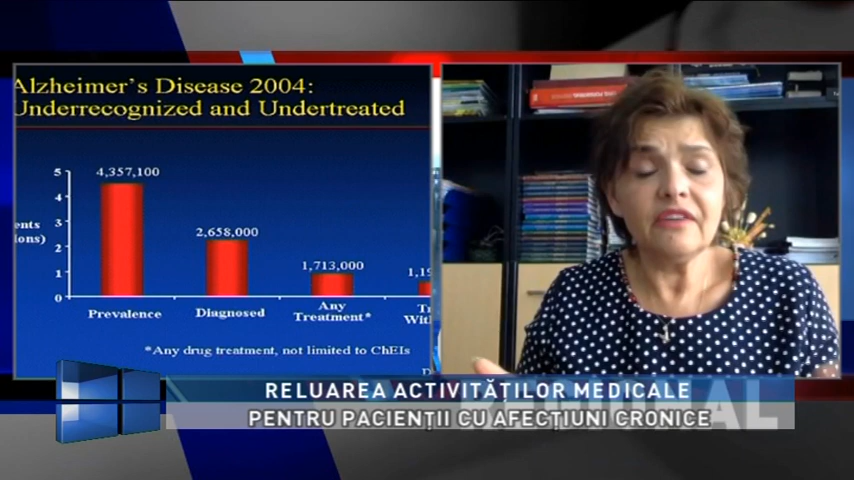 Alzheimer's Disease 2004:
Underrecognized and Undertreated
5
4,357,100
4
3
2,658,000
2
1,713,000
1
0
Prevalence
Diagnosed
Any
Treatment*
*Any drug treatment, not limited to ChEIs
RELUAREA ACTIVITĂȚILOR MEDICALE
PENTRU PACIENȚII CU AFECȚIUNI CRONICE